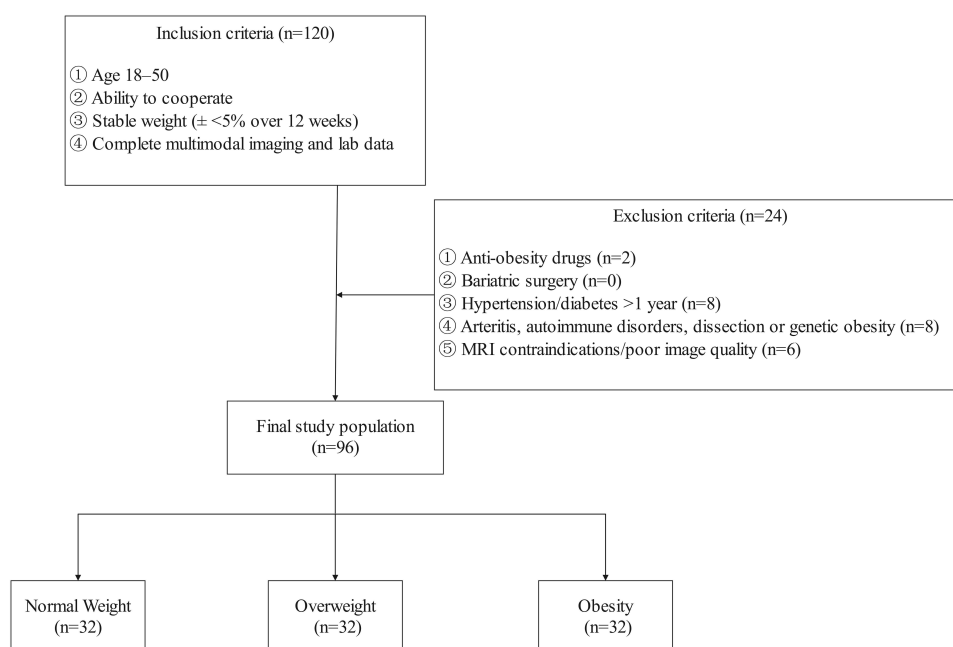 Inclusion criteria (n=120)
① Age 18–50
② Ability to cooperate
③ Stable weight (± <5% over 12 weeks)
④ Complete multimodal imaging and lab data
Exclusion criteria (n=24)
① Anti-obesity drugs (n=2)
② Bariatric surgery (n=0)
③ Hypertension/diabetes >1 year (n=8)
④ Arteritis, autoimmune disorders, dissection or genetic obesity (n=8)
⑤ MRI contraindications/poor image quality (n=6)
Final study population
(n=96)
Normal Weight
(n=32)
Overweight
(n=32)
Obesity
(n=32)